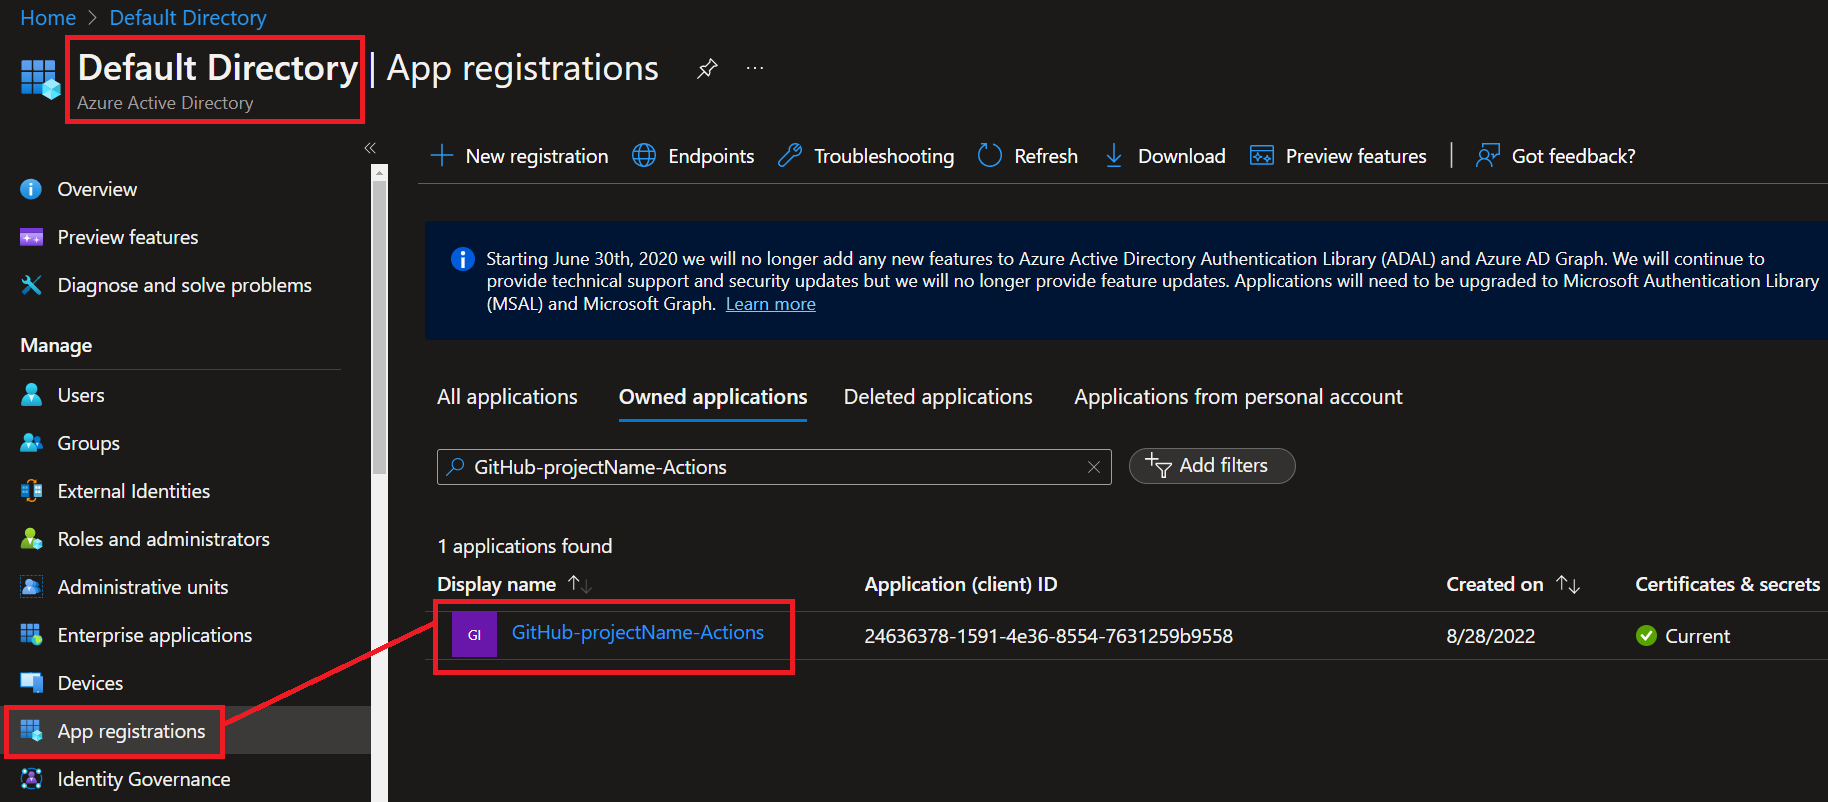 Home > Default Directory
Default Directory | App registrations
Azure Active Directory
Overview
Preview features
Diagnose and solve problems
Manage
Users
Groups
External Identities
Roles and administrators
Administrative units
Enterprise applications
Devices
App registrations
Identity Governance
New registration Endpoints Troubleshooting Refresh Download Preview features Got feedback?
Starting June 30th, 2020 we will no longer add any new features to Azure Active Directory Authentication Library (ADAL) and Azure AD Graph. We will continue to
provide technical support and security updates but we will no longer provide feature updates. Applications will need to be upgraded to Microsoft Authentication Library
(MSAL) and Microsoft Graph. Learn more
All applications Owned applications Deleted applications Applications from personal account
GitHub-projectName-Actions Add filters
1 applications found
Display name Application (client) ID Created on Certificates & secrets
GI GitHub-projectName-Actions 24636378-1591-4e36-8554-7631259b9558 8/28/2022 Current